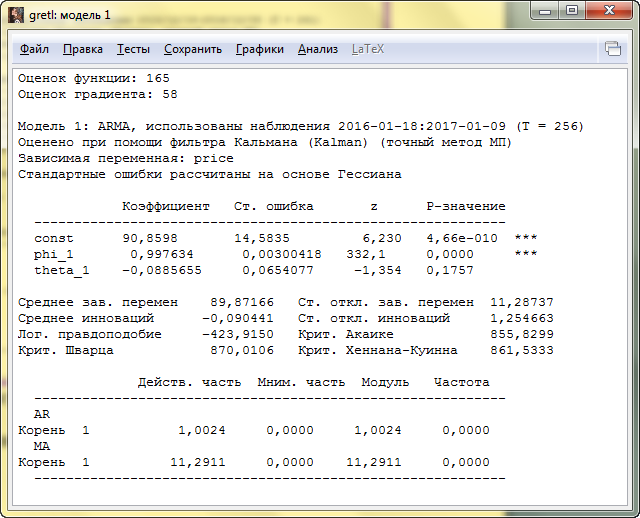 gretl: модель 1
Файл Правка Тесты Сохранить Графики Анализ LaTeX
Оценок функции: 165
Оценок градиента: 58
Модель 1: ARMA, использованы наблюдения 2016-01-18:2017-01-09 (T = 256)
Оценено при помощи фильтра Кальмана (Kalman) (точный метод МП)
Зависимая переменная: price
Стандартные ошибки рассчитаны на основе Гессиана
Коэффициент Ст. ошибка z P-значение
-----------------------------------------------------------
const 90,8598 14,5835 6,230 4,66e-010 ***
phi_1 0,997634 0,00300418 332,1 0,0000 ***
theta_1 −0,0885655 0,0654077 −1,354 0,1757
Среднее зав. перемен 89,87166 Ст. откл. зав. перемен 11,28737
Среднее инноваций −0,090441 Ст. откл. инноваций 1,254663
Лог. правдоподобие −423,9150 Крит. Акаике 855,8299
Крит. Шварца 870,0106 Крит. Хеннана-Куинна 861,5333
Действ. часть Мним. часть Модуль Частота
-----------------------------------------------------------
AR
Корень 1 1,0024 0,0000 1,0024 0,0000
MA
Корень 1 11,2911 0,0000 11,2911 0,0000
-----------------------------------------------------------